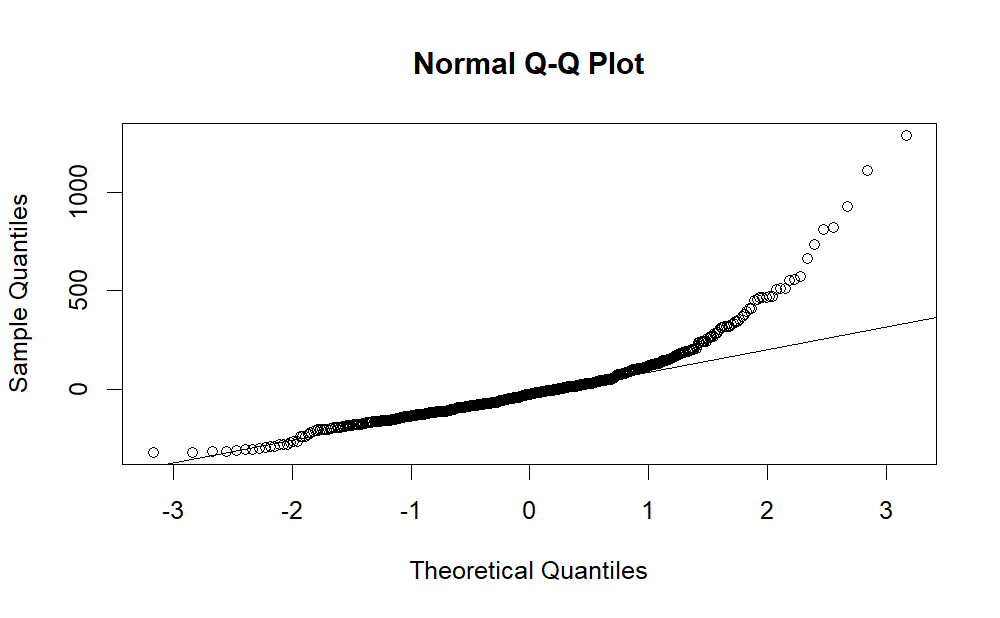 Normal Q-Q Plot
Sample Quantiles
1000
500
0
-3 -2 -1 0 1 2 3
Theoretical Quantiles